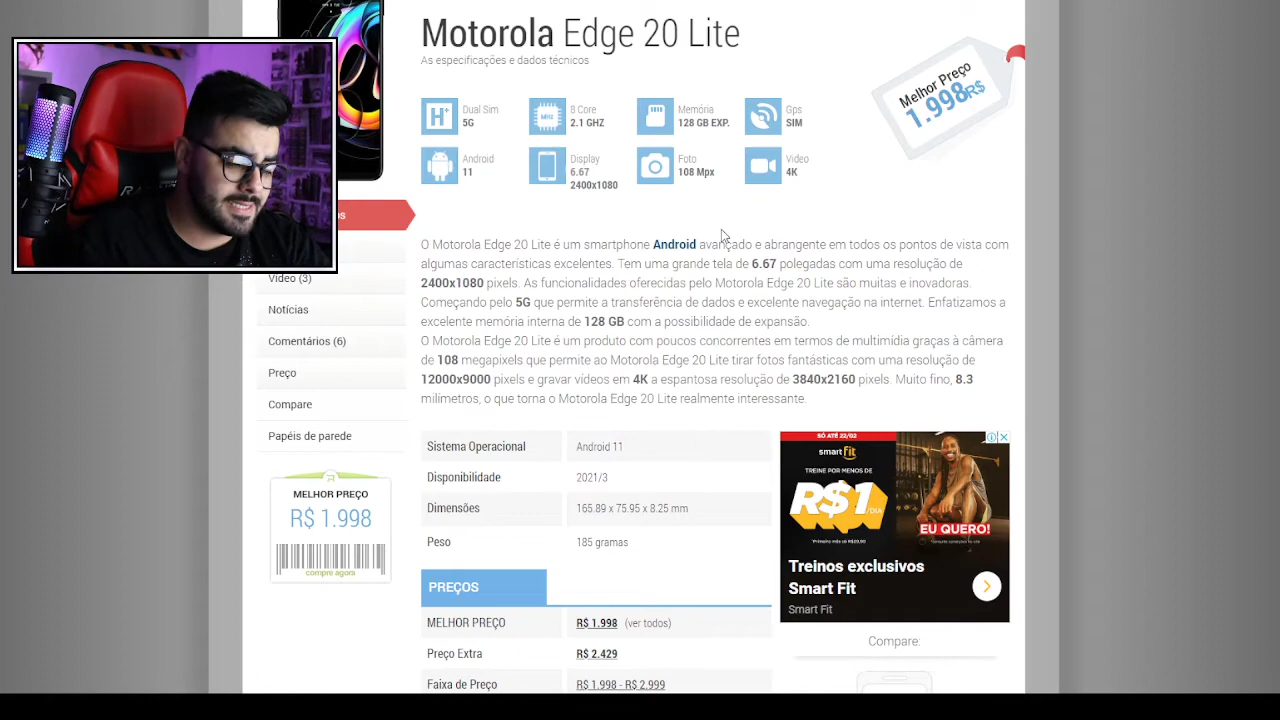 Motorola Edge 20 Lite
As especificações e dados técnicos
Melhor Preço
1.998R$
Dual Sim
5G
8 Core
2.1 GHZ
Memória
128 GB EXP.
Gps
SIM
Android
11
Display
6.67
2400x1080
Foto
108 Mpx
Video
4K
os
Vídeo (3)
Notícias
Comentários (6)
Preço
Compare
Papéis de parede
MELHOR PREÇO
R$ 1.998
compre agora
O Motorola Edge 20 Lite é um smartphone Android avançado e abrangente em todos os pontos de vista com
algumas características excelentes. Tem uma grande tela de 6.67 polegadas com uma resolução de
2400x1080 pixels. As funcionalidades oferecidas pelo Motorola Edge 20 Lite são muitas e inovadoras.
Começando pelo 5G que permite a transferência de dados e excelente navegação na internet. Enfatizamos a
excelente memória interna de 128 GB com a possibilidade de expansão.
O Motorola Edge 20 Lite é um produto com poucos concorrentes em termos de multimídia graças à câmera
de 108 megapixels que permite ao Motorola Edge 20 Lite tirar fotos fantásticas com uma resolução de
12000x9000 pixels e gravar vídeos em 4K a espantosa resolução de 3840x2160 pixels. Muito fino, 8.3
milímetros, o que torna o Motorola Edge 20 Lite realmente interessante.
Sistema Operacional Android 11
Disponibilidade 2021/3
Dimensões 165.89 x 75.95 x 8.25 mm
Peso 185 gramas
PREÇOS
MELHOR PREÇO R$ 1.998 (ver todos)
Preço Extra R$ 2.429
Faixa de Preço R$ 1.998 - R$ 2.999
SÓ ATÉ 22/02
smart fit
TREINE POR MENOS DE
R$1
/DIA
EU QUERO!
Treinos exclusivos
Smart Fit
Smart Fit
Compare: